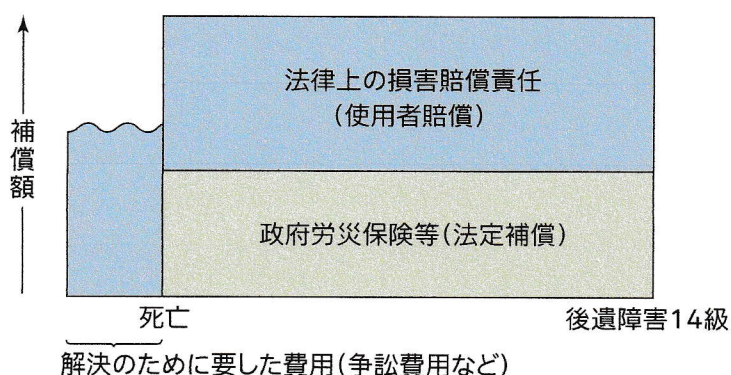 法律上の損害賠償責任
(使用者賠償)
補償額
政府労災保険等(法定補償)
死亡
後遺障害14級
解決のために要した費用(争訟費用など)